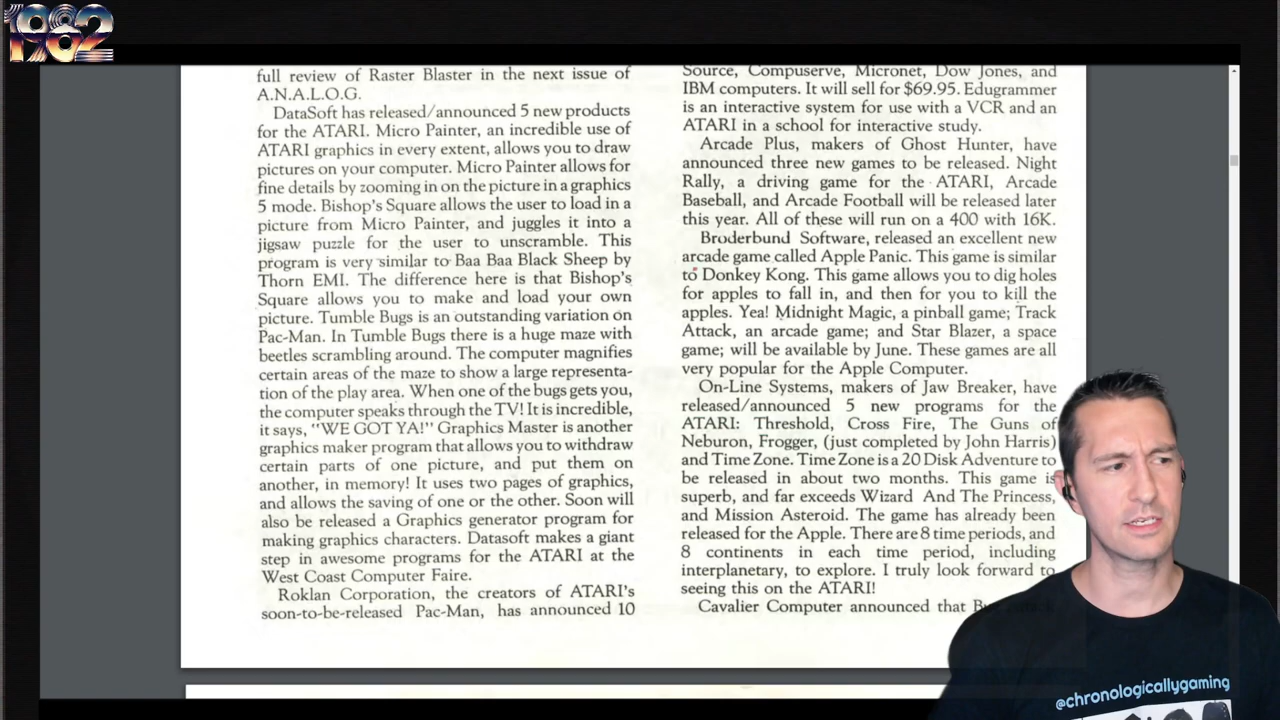 1982
full review of Raster Blaster in the next issue of
A.N.A.L.O.G.
DataSoft has released/announced 5 new products
for the ATARI. Micro Painter, an incredible use of
ATARI graphics in every extent, allows you to draw
pictures on your computer. Micro Painter allows for
fine details by zooming in on the picture in a graphics
5 mode. Bishop's Square allows the user to load in a
picture from Micro Painter, and juggles it into a
jigsaw puzzle for the user to unscramble. This
program is very similar to Baa Baa Black Sheep by
Thorn EMI. The difference here is that Bishop's
Square allows you to make and load your own
picture. Tumble Bugs is an outstanding variation on
Pac-Man. In Tumble Bugs there is a huge maze with
beetles scrambling around. The computer magnifies
certain areas of the maze to show a large representa-
tion of the play area. When one of the bugs gets you,
the computer speaks through the TV! It is incredible,
it says, "WE GOT YA!" Graphics Master is another
graphics maker program that allows you to withdraw
certain parts of one picture, and put them on
another, in memory! It uses two pages of graphics,
and allows the saving of one or the other. Soon will
also be released a Graphics generator program for
making graphics characters. Datasoft makes a giant
step in awesome programs for the ATARI at the
West Coast Computer Faire.
Roklan Corporation, the creators of ATARI's
soon-to-be-released Pac-Man, has announced 10
Source, Compuserve, Micronet, Dow Jones, and
IBM computers. It will sell for $69.95. Edugrammer
is an interactive system for use with a VCR and an
ATARI in a school for interactive study.
Arcade Plus, makers of Ghost Hunter, have
announced three new games to be released. Night
Rally, a driving game for the ATARI, Arcade
Baseball, and Arcade Football will be released later
this year. All of these will run on a 400 with 16K.
Broderbund Software, released an excellent new
arcade game called Apple Panic. This game is similar
to Donkey Kong. This game allows you to dig holes
for apples to fall in, and then for you to kill the
apples. Yea! Midnight Magic, a pinball game; Track
Attack, an arcade game; and Star Blazer, a space
game; will be available by June. These games are all
very popular for the Apple Computer.
On-Line Systems, makers of Jaw Breaker, have
released/announced 5 new programs for the
ATARI: Threshold, Cross Fire, The Guns of
Neburon, Frogger, (just completed by John Harris)
and Time Zone. Time Zone is a 20 Disk Adventure to
be released in about two months. This game is
superb, and far exceeds Wizard And The Princess,
and Mission Asteroid. The game has already been
released for the Apple. There are 8 time periods, and
8 continents in each time period, including
interplanetary, to explore. I truly look forward to
seeing this on the ATARI!
Cavalier Computer announced that
@chronologicallygaming